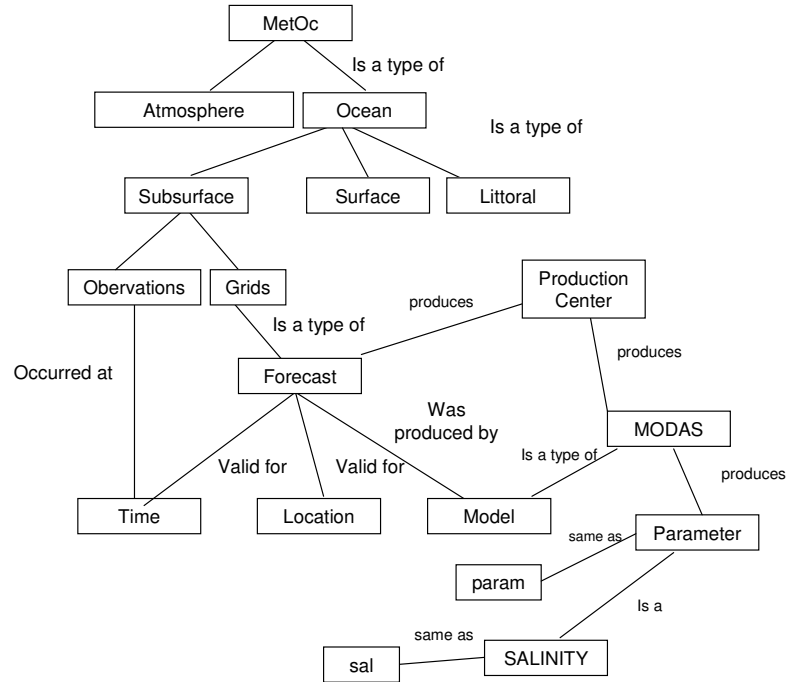 MetOc
Is a type of
Atmosphere
Ocean
Is a type of
Subsurface
Surface
Littoral
Obervations
Grids
Production
Center
produces
Is a type of
produces
Occurred at
Forecast
Was
produced by
MODAS
Is a type of
Valid for
Valid for
produces
Time
Location
Model
Parameter
same as
param
Is a
same as
sal
SALINITY